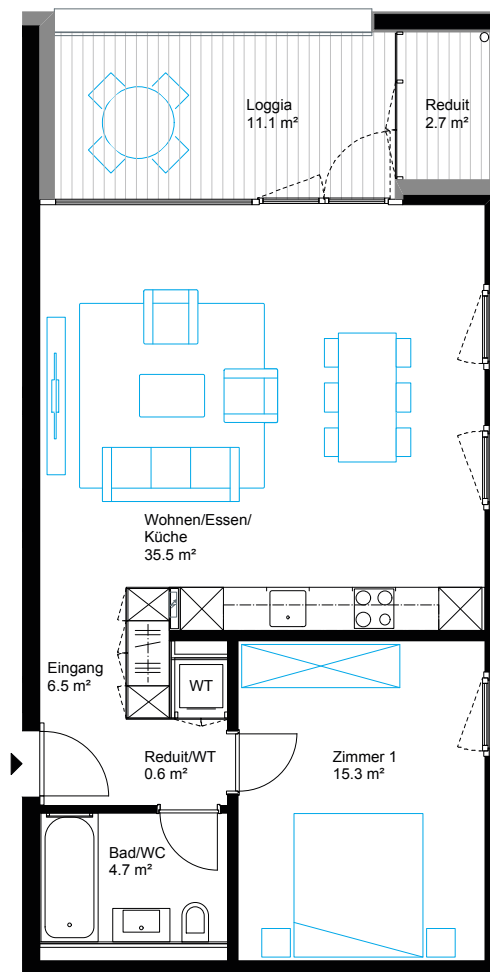 Loggia
11.1 m²
Reduit
2.7 m²
Wohnen/Essen/
Küche
35.5 m²
Eingang
6.5 m²
WT
Reduit/WT
0.6 m²
Zimmer 1
15.3 m²
Bad/WC
4.7 m²